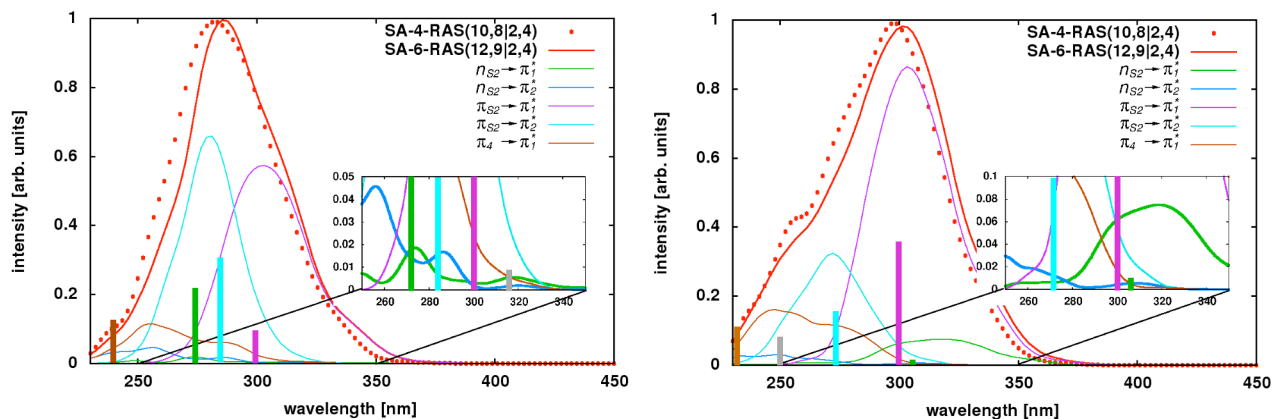 1
0.8
0.6
0.4
0.2
0
intensity [arb. units]
SA-4-RAS(10,8|2,4)
SA-6-RAS(12,9|2,4)
nS2→π1*
nS2→π2*
πS2→π1*
πS2→π2*
π4→π1*
0.05
0.04
0.03
0.02
0.01
0
260 280 300 320 340
250 300 350 400 450
wavelength [nm]
1
0.8
0.6
0.4
0.2
0
intensity [arb. units]
SA-4-RAS(10,8|2,4)
SA-6-RAS(12,9|2,4)
nS2→π1*
nS2→π2*
πS2→π1*
πS2→π2*
π4→π1*
0.1
0.08
0.06
0.04
0.02
0
260 280 300 320 340
250 300 350 400 450
wavelength [nm]